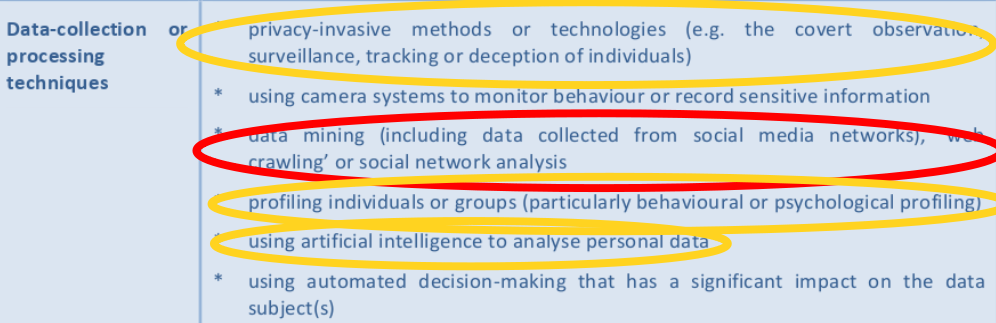 Data-collection or
processing
techniques
* privacy-invasive methods or technologies (e.g. the covert observation,
surveillance, tracking or deception of individuals)
* using camera systems to monitor behaviour or record sensitive information
* data mining (including data collected from social media networks), 'web
crawling' or social network analysis
* profiling individuals or groups (particularly behavioural or psychological profiling)
* using artificial intelligence to analyse personal data
* using automated decision-making that has a significant impact on the data
subject(s)